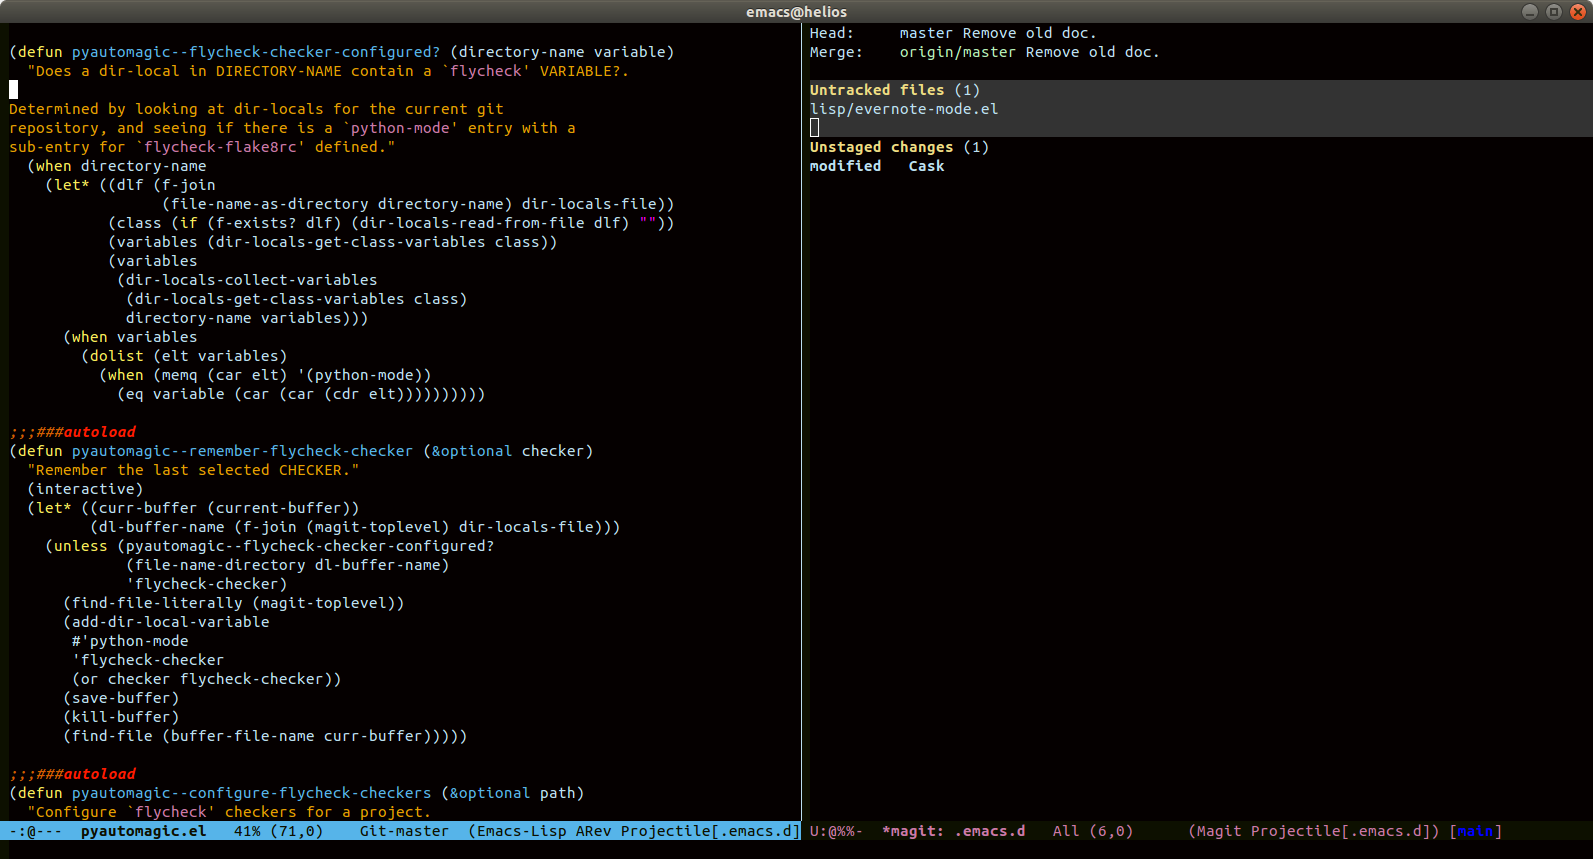 emacs@helios
(defun pyautomagic--flycheck-checker-configured? (directory-name variable)
  "Does a dir-local in DIRECTORY-NAME contain a `flycheck' VARIABLE?.
Determined by looking at dir-locals for the current git
repository, and seeing if there is a `python-mode' entry with a
sub-entry for `flycheck-flake8rc' defined."
  (when directory-name
    (let* ((dlf (f-join
                 (file-name-as-directory directory-name) dir-locals-file))
           (class (if (f-exists? dlf) (dir-locals-read-from-file dlf) ""))
           (variables (dir-locals-get-class-variables class))
           (variables
            (dir-locals-collect-variables
             (dir-locals-get-class-variables class)
             directory-name variables)))
      (when variables
        (dolist (elt variables)
          (when (memq (car elt) '(python-mode))
            (eq variable (car (car (cdr elt))))))))))
;;;###autoload
(defun pyautomagic--remember-flycheck-checker (&optional checker)
  "Remember the last selected CHECKER."
  (interactive)
  (let* ((curr-buffer (current-buffer))
         (dl-buffer-name (f-join (magit-toplevel) dir-locals-file)))
    (unless (pyautomagic--flycheck-checker-configured?
             (file-name-directory dl-buffer-name)
             'flycheck-checker)
      (find-file-literally (magit-toplevel))
      (add-dir-local-variable
       #'python-mode
       'flycheck-checker
       (or checker flycheck-checker))
      (save-buffer)
      (kill-buffer)
      (find-file (buffer-file-name curr-buffer)))))
;;;###autoload
(defun pyautomagic--configure-flycheck-checkers (&optional path)
  "Configure `flycheck' checkers for a project.
-:@---  pyautomagic.el   41% (71,0)    Git-master  (Emacs-Lisp ARev Projectile[.emacs.d]
Head:     master Remove old doc.
Merge:    origin/master Remove old doc.
Untracked files (1)
lisp/evernote-mode.el
Unstaged changes (1)
modified   Cask
U:@%%-  *magit: .emacs.d   All (6,0)      (Magit Projectile[.emacs.d]) [main]